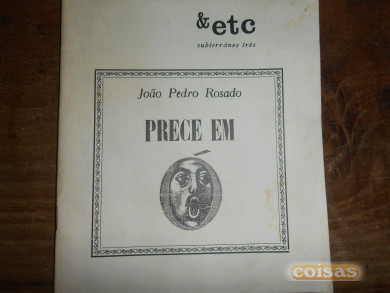 & etc
subterrâneo três
João Pedro Rosado
PRECE EM
Ó
coisas